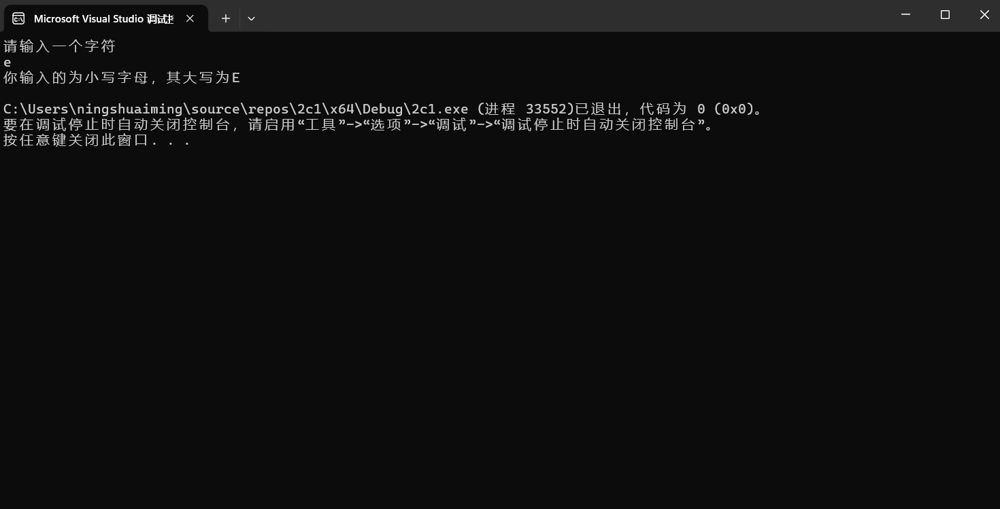 Microsoft Visual Studio 调试控
请输入一个字符
e
你输入的为小写字母，其大写为E
C:\Users\ningshuaiming\source\repos\2c1\x64\Debug\2c1.exe (进程 33552)已退出，代码为 0 (0x0)。
要在调试停止时自动关闭控制台，请启用“工具”->“选项”->“调试”->“调试停止时自动关闭控制台”。
按任意键关闭此窗口. . .